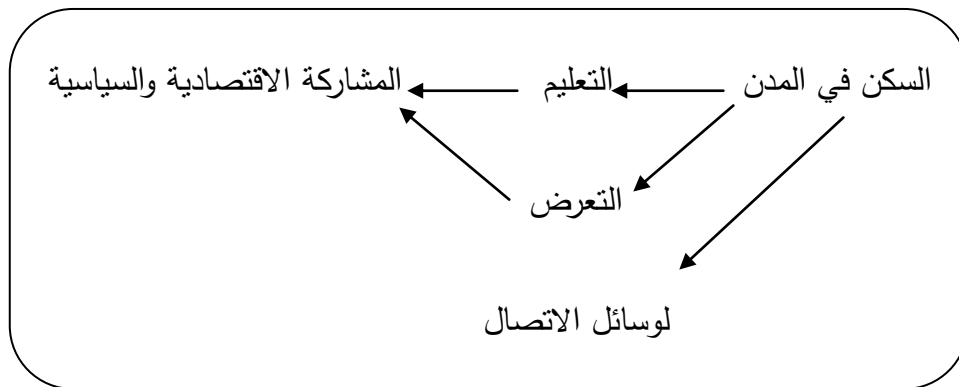 السكن في المدن التعليم المشاركة الاقتصادية والسياسية
التعرض
لوسائل الاتصال